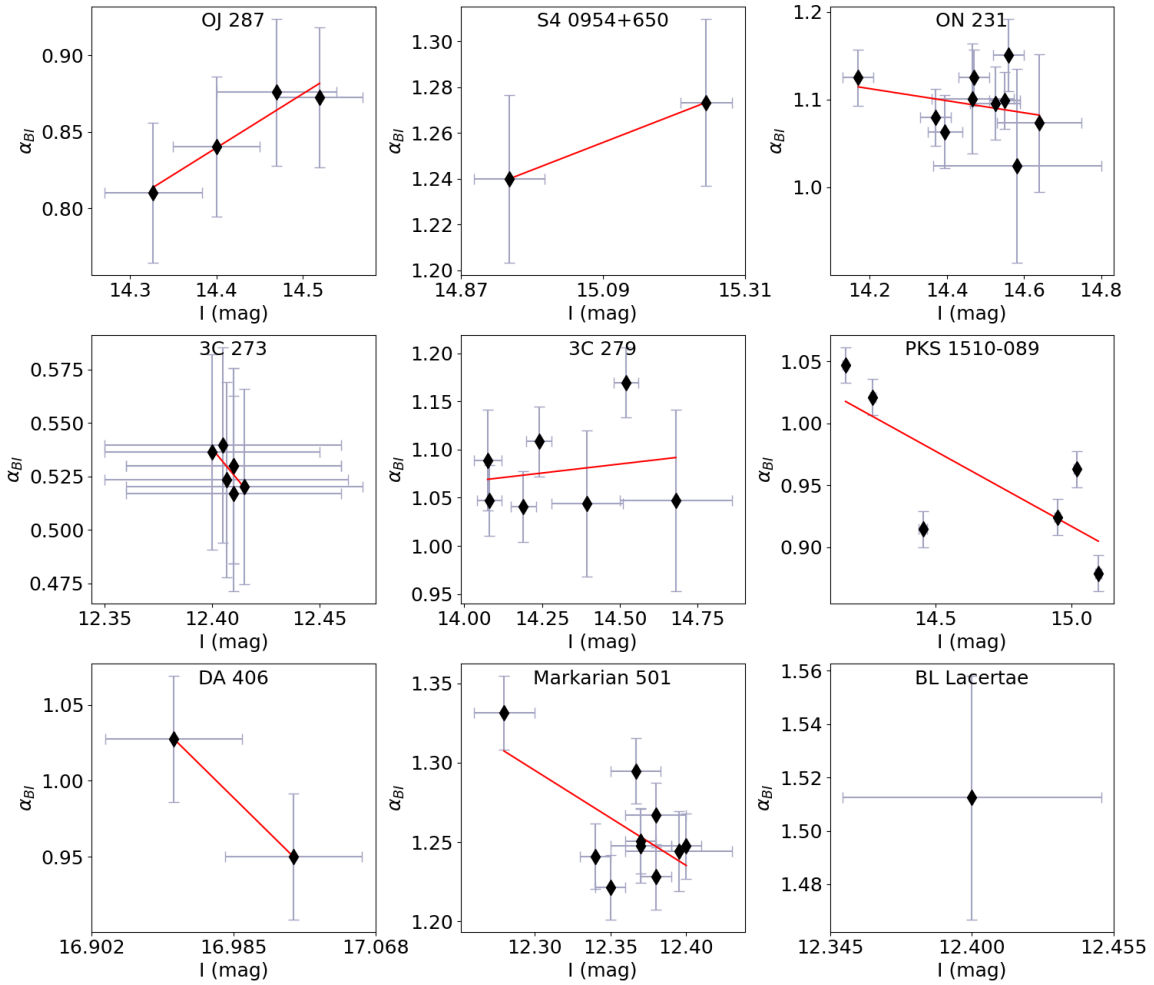 OJ 287
0.90
0.85
0.80
α_BI
14.3 14.4 14.5
I (mag)
S4 0954+650
1.30
1.28
1.26
1.24
1.22
1.20
α_BI
14.87 15.09 15.31
I (mag)
ON 231
1.2
1.1
1.0
α_BI
14.2 14.4 14.6 14.8
I (mag)
3C 273
0.575
0.550
0.525
0.500
0.475
α_BI
12.35 12.40 12.45
I (mag)
3C 279
1.20
1.15
1.10
1.05
1.00
0.95
α_BI
14.00 14.25 14.50 14.75
I (mag)
PKS 1510-089
1.05
1.00
0.95
0.90
α_BI
14.5 15.0
I (mag)
DA 406
1.05
1.00
0.95
α_BI
16.902 16.985 17.068
I (mag)
Markarian 501
1.35
1.30
1.25
1.20
α_BI
12.30 12.35 12.40
I (mag)
BL Lacertae
1.56
1.54
1.52
1.50
1.48
α_BI
12.345 12.400 12.455
I (mag)